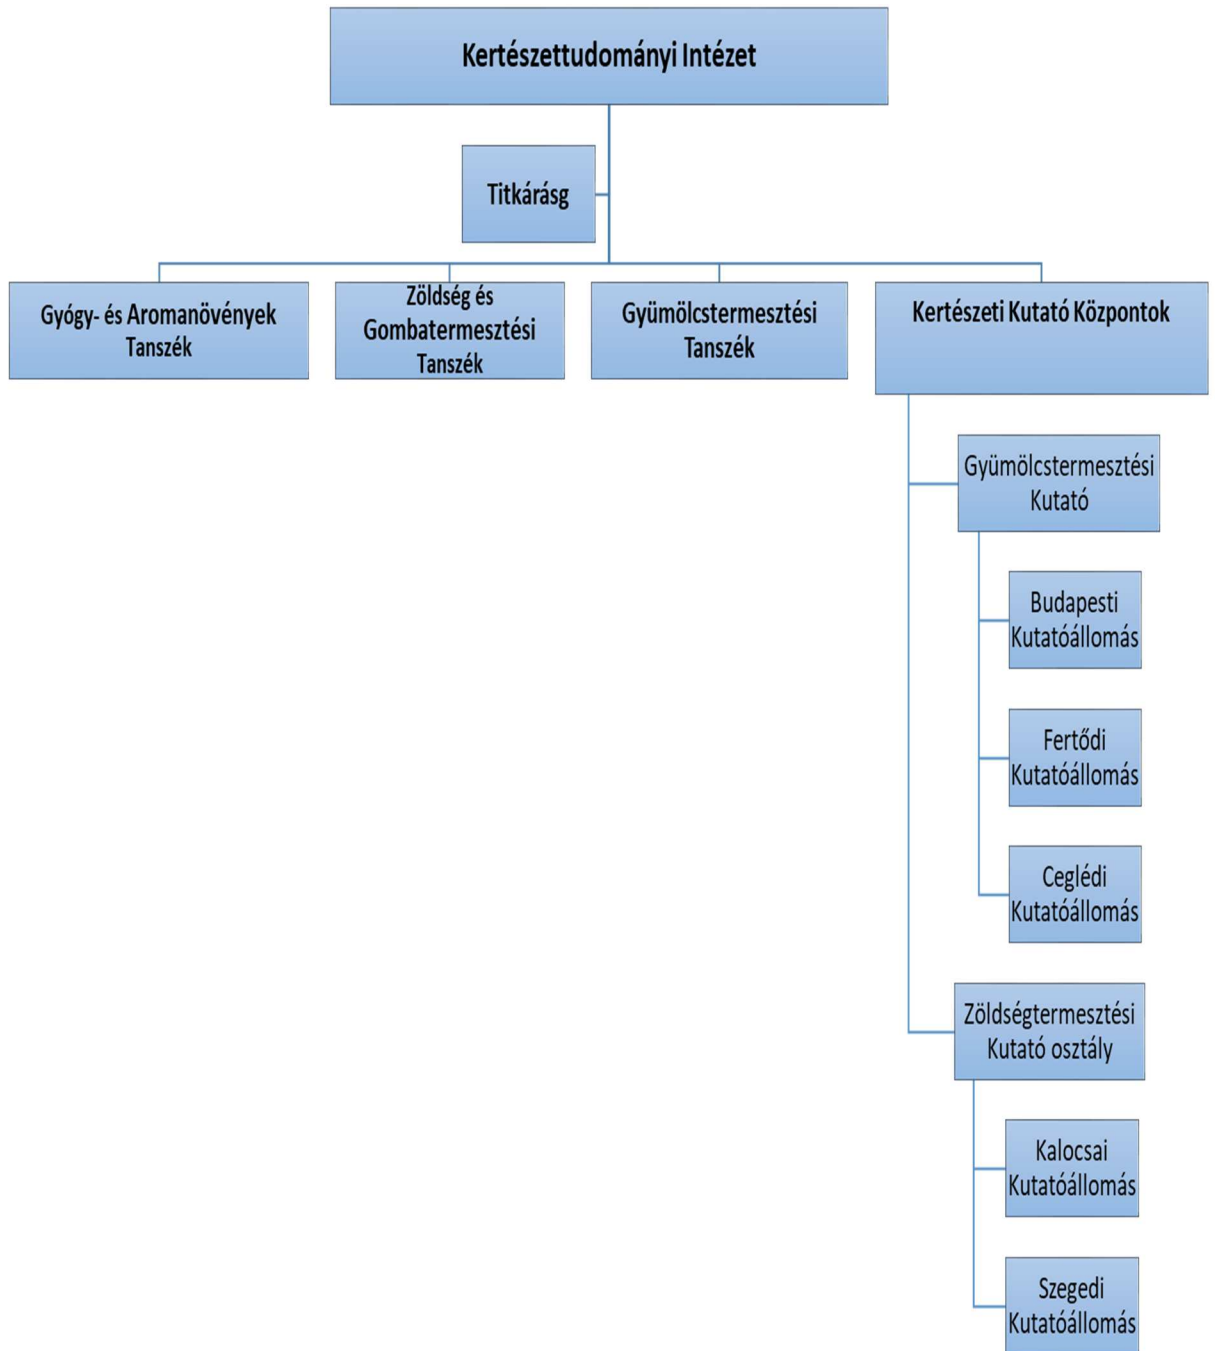 Kertészettudományi Intézet
Titkárásg
Gyógy- és Aromanövények
Tanszék
Zöldség és
Gombatermesztési
Tanszék
Gyümölcstermesztési
Tanszék
Kertészeti Kutató Központok
Gyümölcstermesztési
Kutató
Budapesti
Kutatóállomás
Fertődi
Kutatóállomás
Ceglédi
Kutatóállomás
Zöldségtermesztési
Kutató osztály
Kalocsai
Kutatóállomás
Szegedi
Kutatóállomás